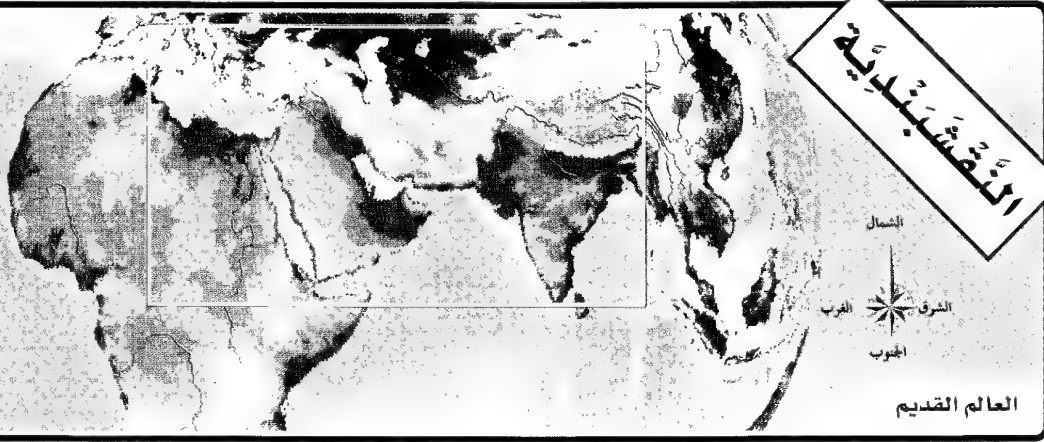 النَّقْشَبَنْدِيَّة
الشمال
الغرب
الشرق
الجنوب
العالم القديم